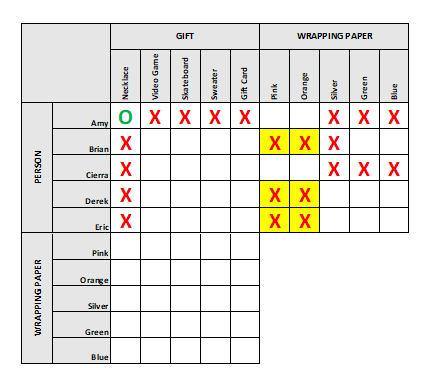 GIFT WRAPPING PAPER
Necklace Video Game Skateboard Sweater Gift Card Pink Orange Silver Green Blue
PERSON
Amy O X X X X X X X
Brian X X X X
Cierra X X X X
Derek X X X
Eric X X X
WRAPPING PAPER
Pink
Orange
Silver
Green
Blue